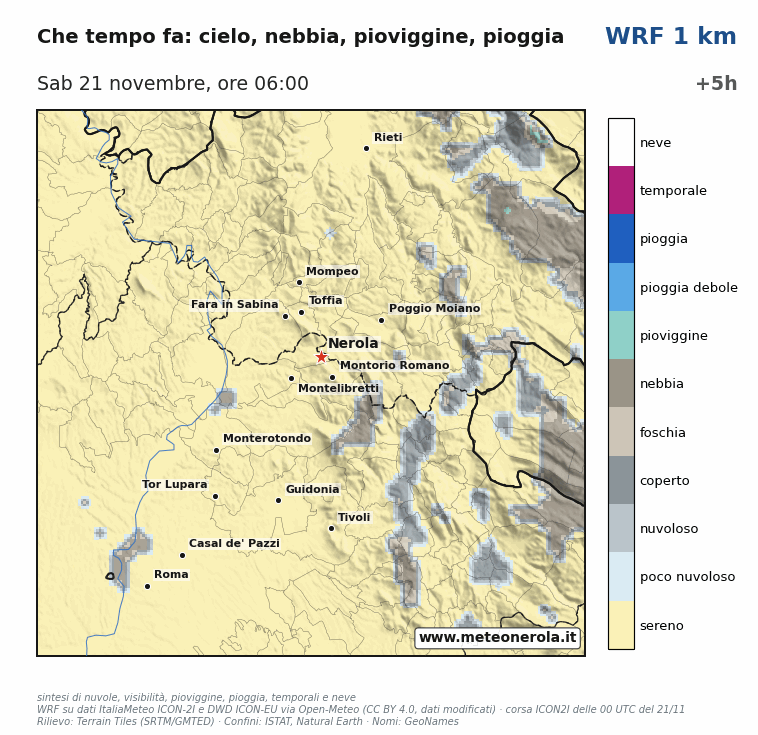 Che tempo fa: cielo, nebbia, pioviggine, pioggia
WRF 1 km
Sab 21 novembre, ore 06:00
+5h
Rieti
Mompeo
Fara in Sabina
Toffia
Poggio Moiano
Nerola
Montorio Romano
Montelibretti
Monterotondo
Tor Lupara
Guidonia
Tivoli
Casal de' Pazzi
Roma
www.meteonerola.it
neve
temporale
pioggia
pioggia debole
pioviggine
nebbia
foschia
coperto
nuvoloso
poco nuvoloso
sereno
sintesi di nuvole, visibilità, pioviggine, pioggia, temporali e neve
WRF su dati ItaliaMeteo ICON-2I e DWD ICON-EU via Open-Meteo (CC BY 4.0, dati modificati) · corsa ICON2I delle 00 UTC del 21/11
Rilievo: Terrain Tiles (SRTM/GMTED) · Confini: ISTAT, Natural Earth · Nomi: GeoNames